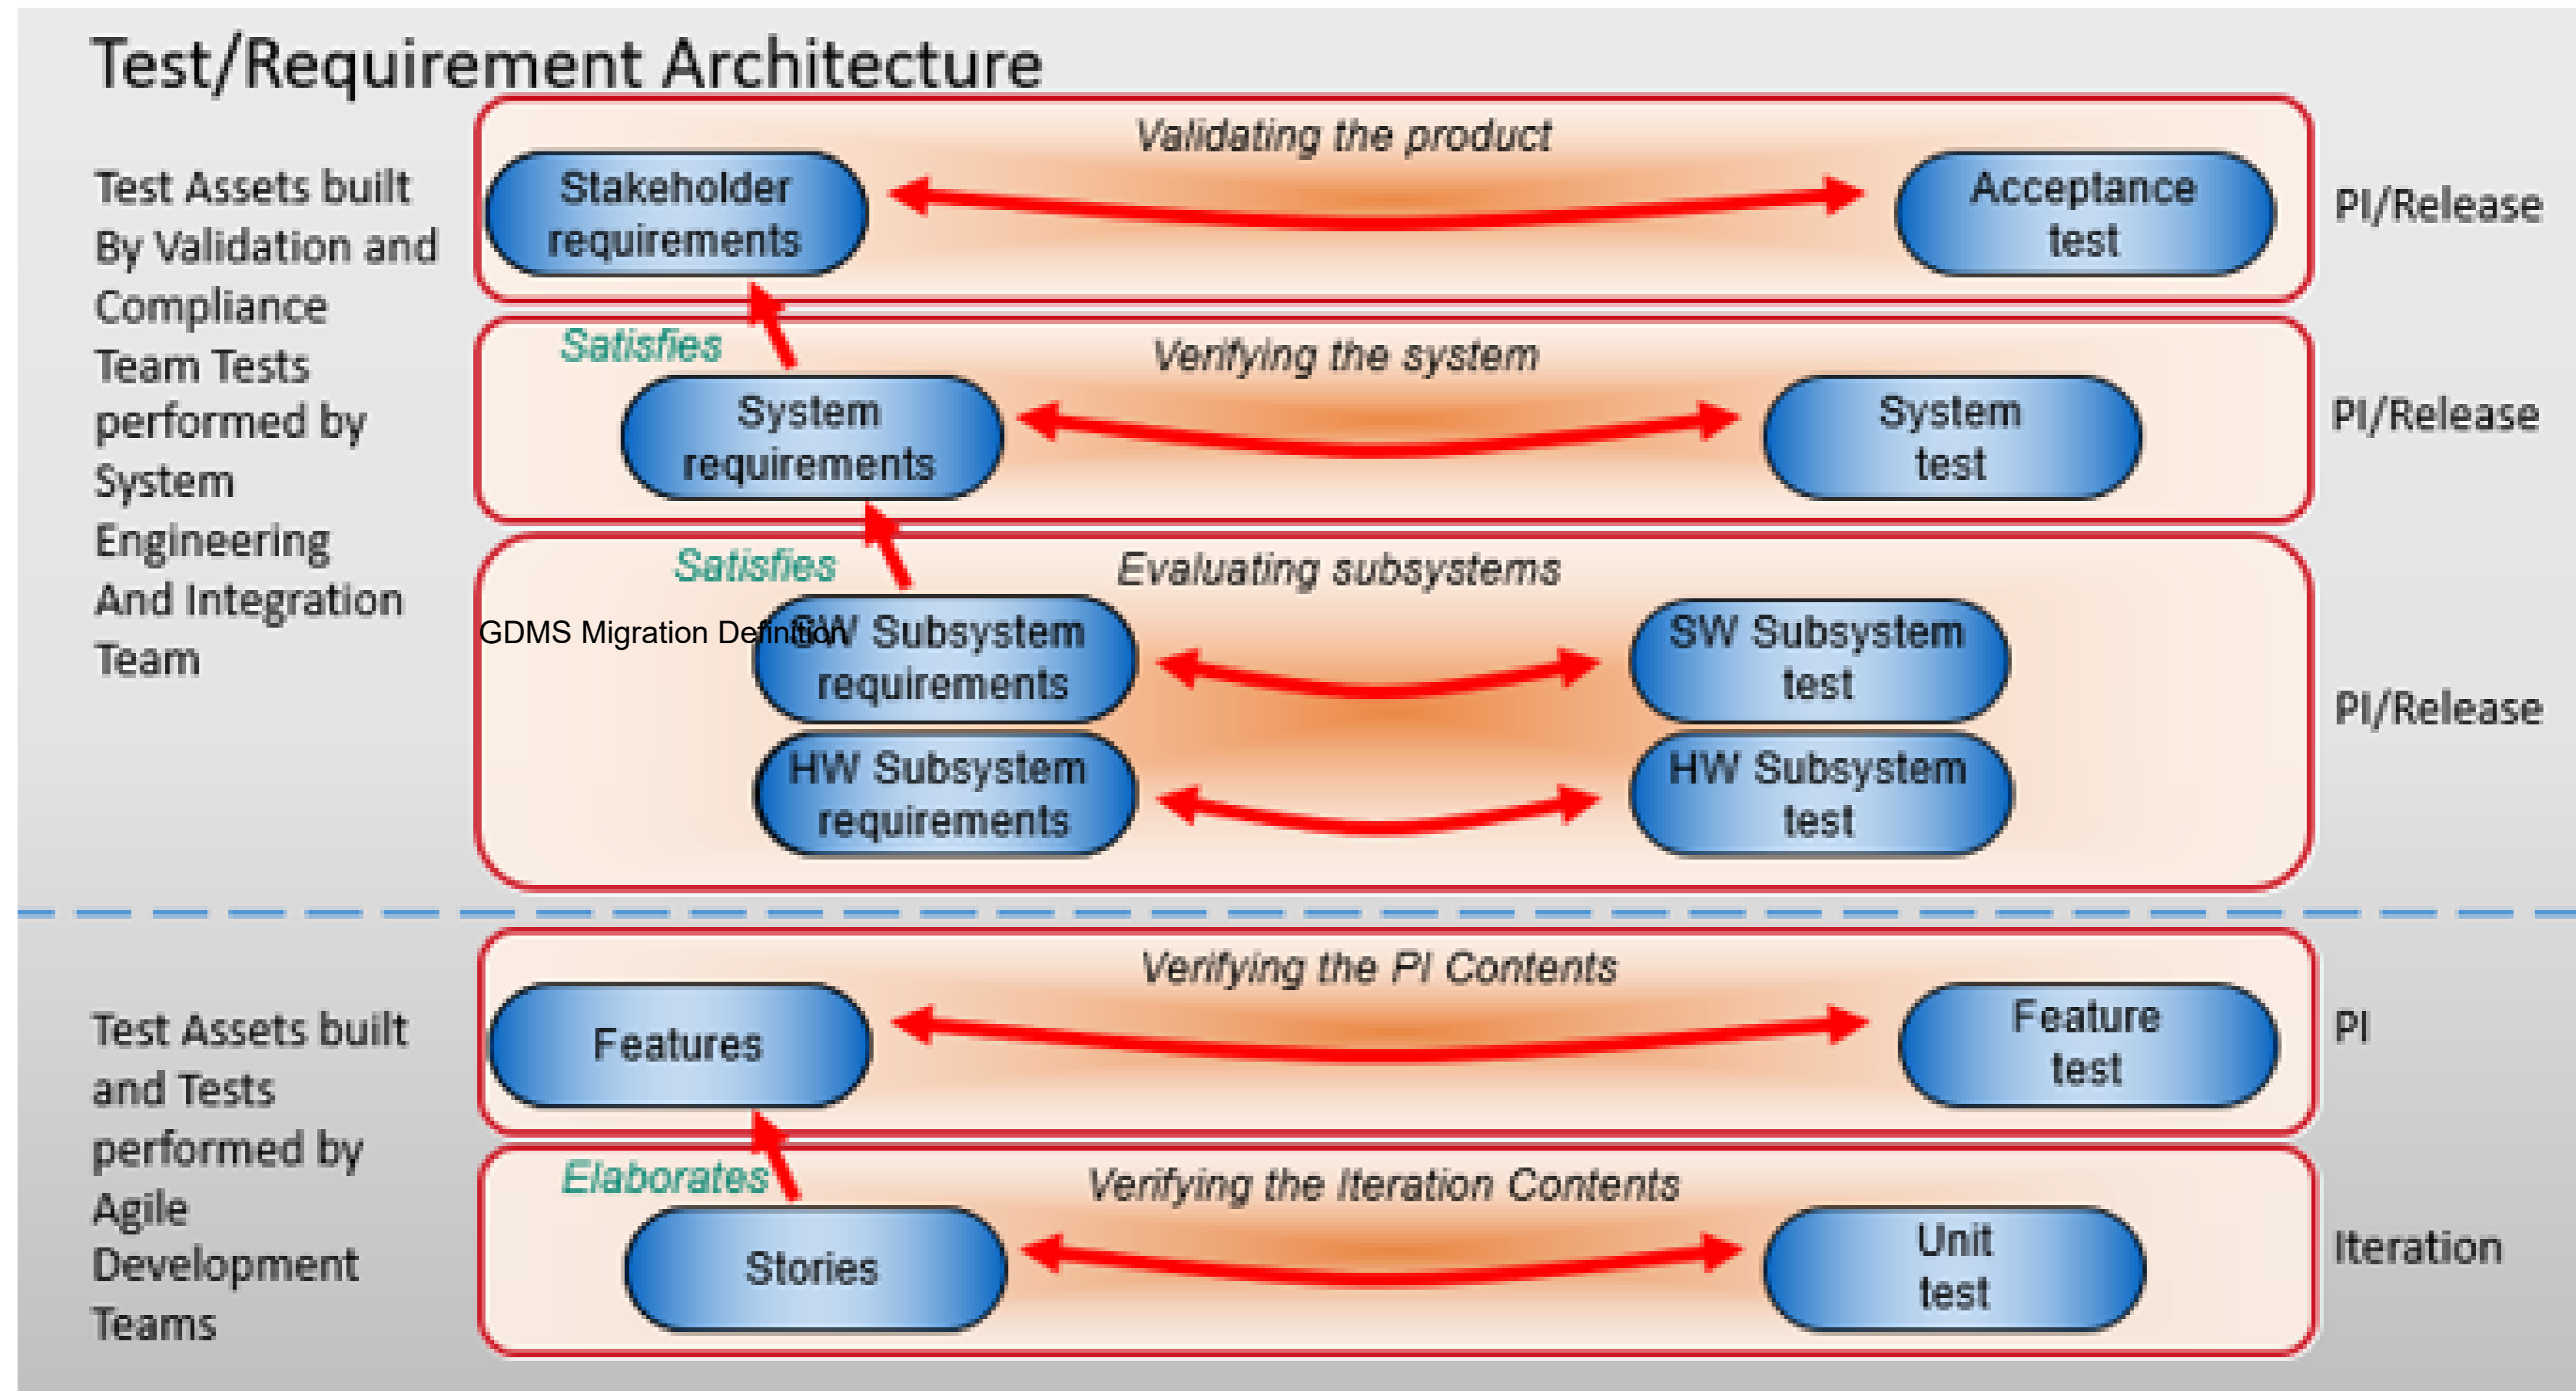 Test/Requirement Architecture
Test Assets built
By Validation and
Compliance
Team Tests
performed by
System
Engineering
And Integration
Team
Validating the product
Stakeholder
requirements
Acceptance
test
PI/Release
Satisfies
Verifying the system
System
requirements
System
test
PI/Release
Satisfies
Evaluating subsystems
GDMS Migration Definition
SW Subsystem
requirements
SW Subsystem
test
HW Subsystem
requirements
HW Subsystem
test
PI/Release
Test Assets built
and Tests
performed by
Agile
Development
Teams
Verifying the PI Contents
Features
Feature
test
PI
Elaborates
Verifying the Iteration Contents
Stories
Unit
test
Iteration